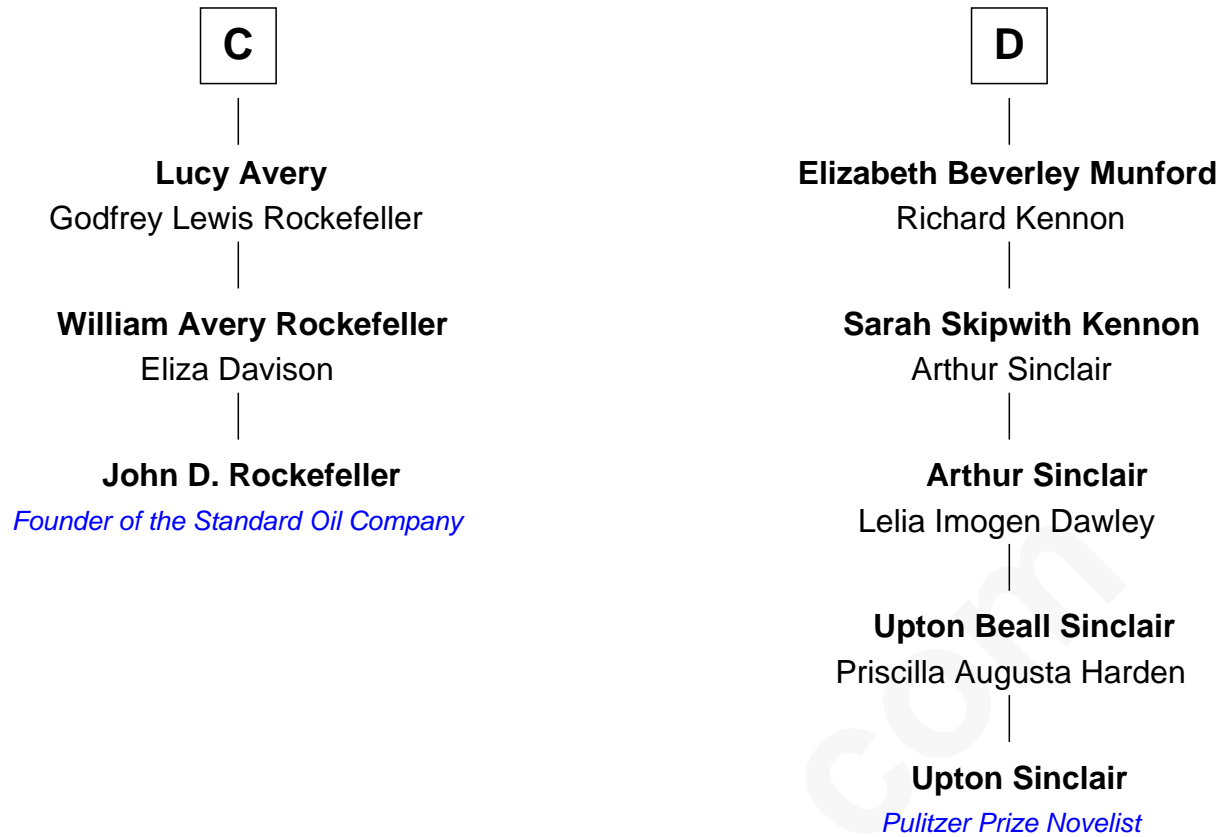 C
Lucy Avery
Godfrey Lewis Rockefeller
William Avery Rockefeller
Eliza Davison
John D. Rockefeller
Founder of the Standard Oil Company
D
Elizabeth Beverley Munford
Richard Kennon
Sarah Skipwith Kennon
Arthur Sinclair
Arthur Sinclair
Lelia Imogen Dawley
Upton Beall Sinclair
Priscilla Augusta Harden
Upton Sinclair
Pulitzer Prize Novelist
com